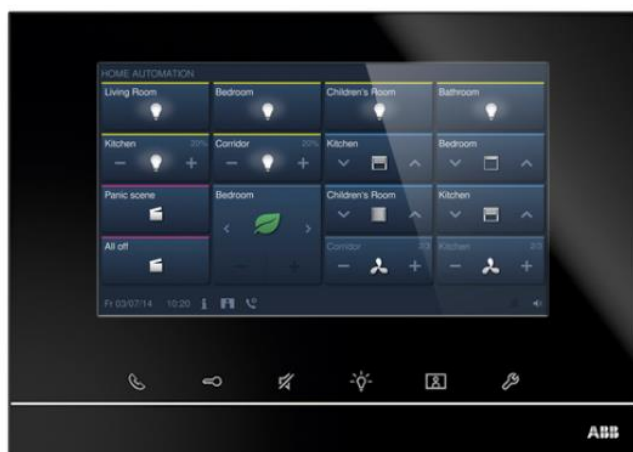 HOME AUTOMATION
Living Room Bedroom Children's Room Bathroom
Kitchen 20% Corridor 20% Kitchen Bedroom
Panic scene Bedroom Children's Room Kitchen
All off Corridor 2/3 Kitchen 2/3
Fr 03/07/14 10:20
ABB